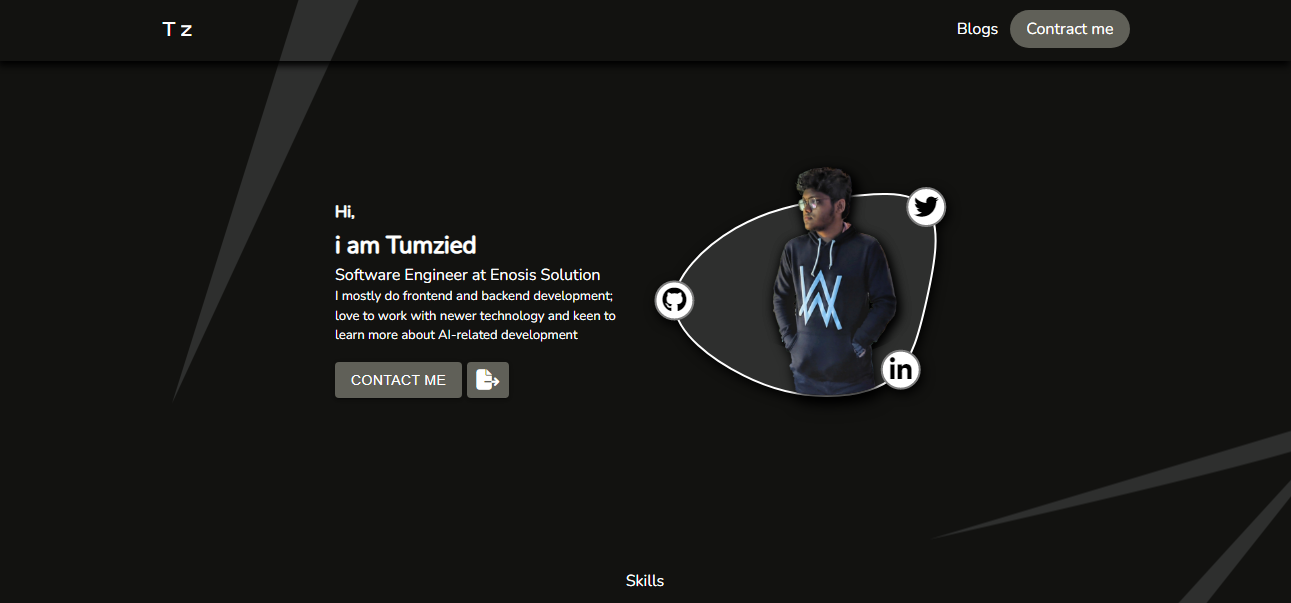 T z
Blogs
Contract me
Hi,
i am Tumzied
Software Engineer at Enosis Solution
I mostly do frontend and backend development;
love to work with newer technology and keen to
learn more about AI-related development
CONTACT ME
in
Skills